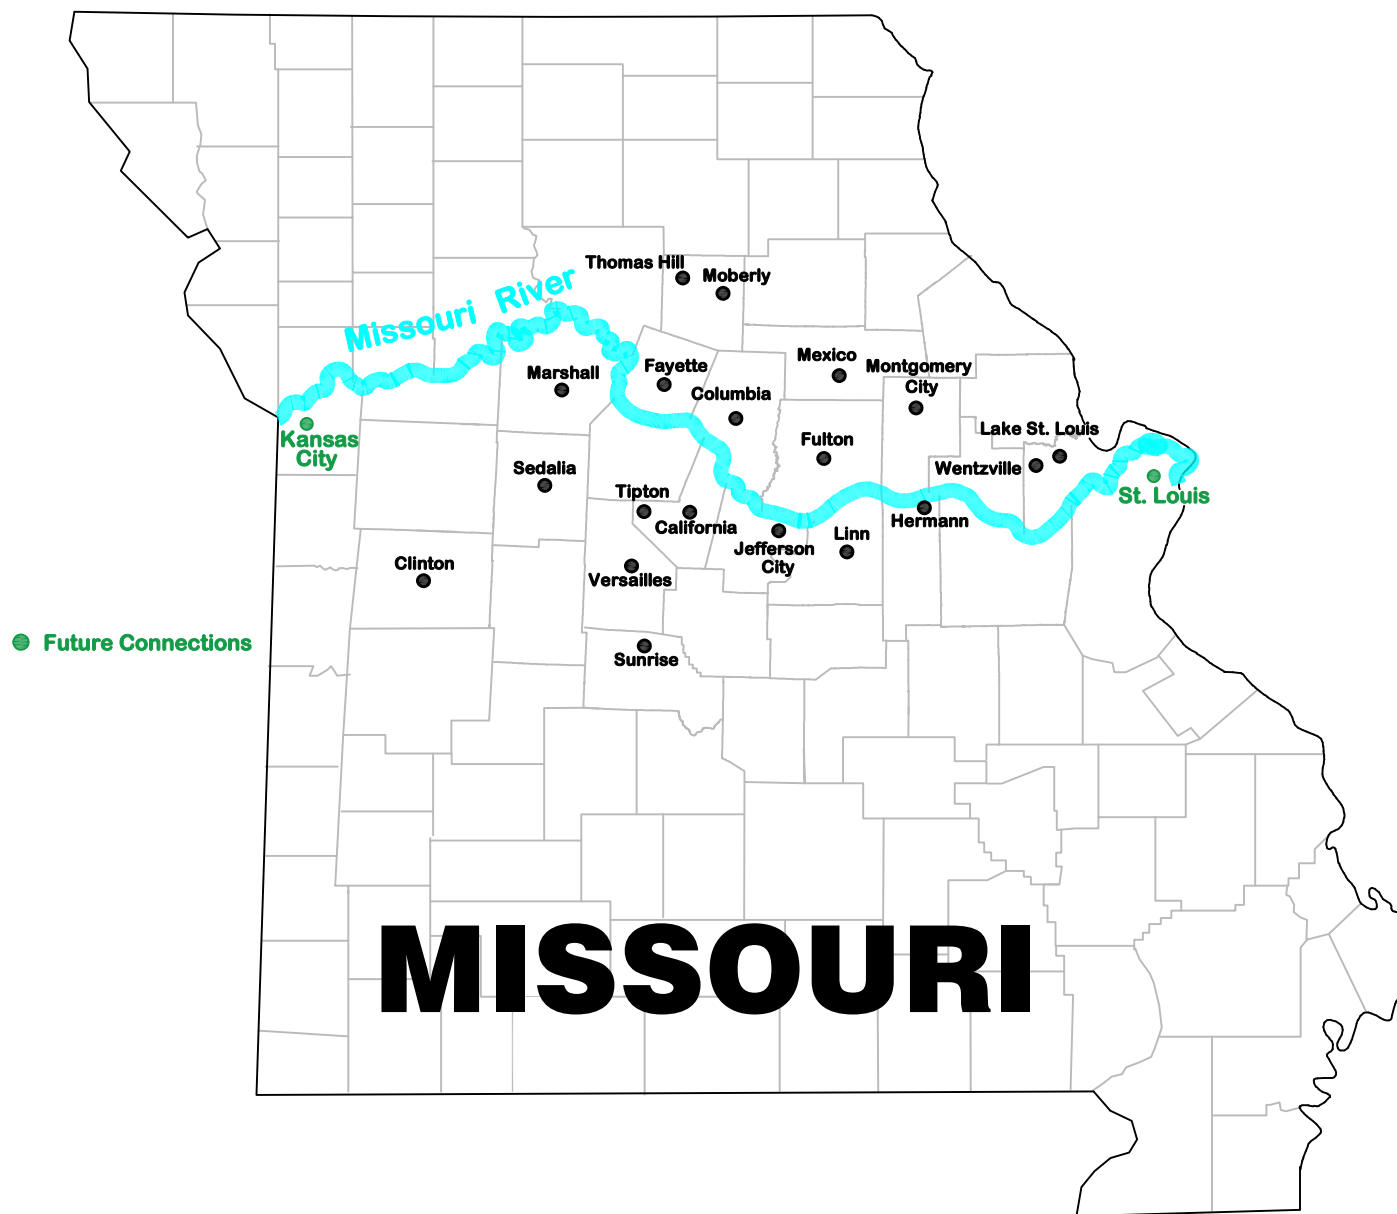 Thomas Hill
Moberly
Missouri River
Mexico
Montgomery
City
Fayette
Marshall
Columbia
Lake St. Louis
Kansas
City
Fulton
Wentzville
Sedalia
St. Louis
Tipton
California
Hermann
Linn
Jefferson
City
Clinton
Versailles
Future Connections
Sunrise
MISSOURI